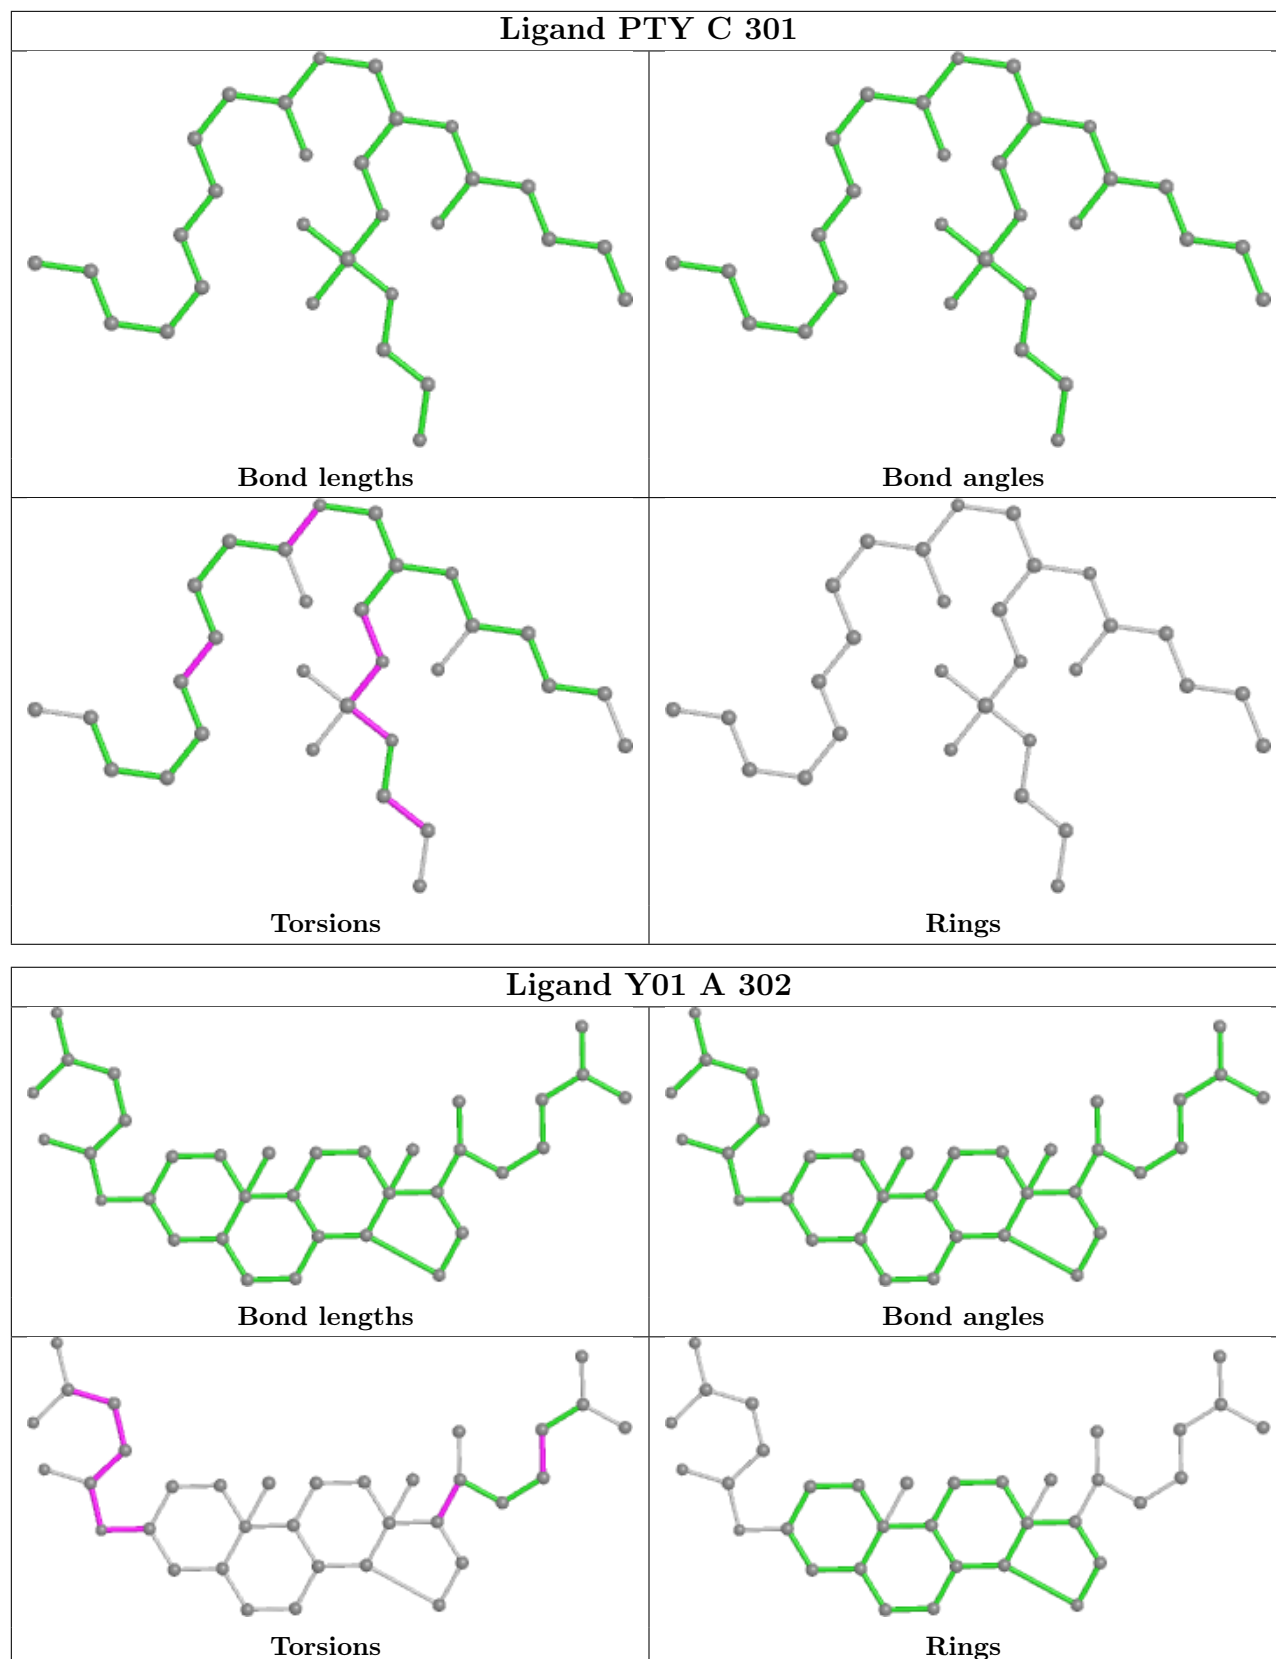 Ligand PTY C 301
Bond lengths
Bond angles
Torsions
Rings
Ligand Y01 A 302
Bond lengths
Bond angles
Torsions
Rings